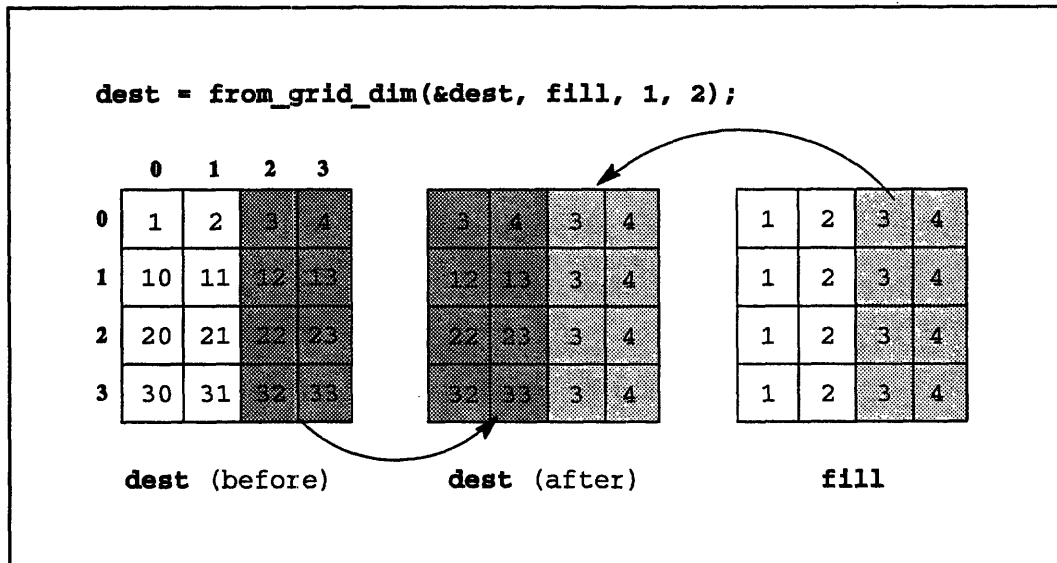 dest = from_grid_dim(&dest, fill, 1, 2);
0 1 2 3
0 1 2 3 4 3 4 3 4 1 2 3 4
1 10 11 12 13 12 13 3 4 1 2 3 4
2 20 21 22 23 22 23 3 4 1 2 3 4
3 30 31 32 33 32 33 3 4 1 2 3 4
dest (before) dest (after) fill